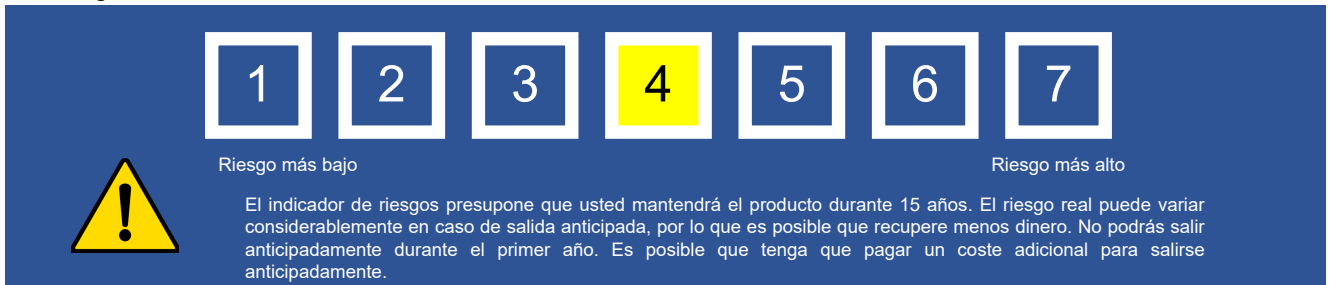 1 2 3 4 5 6 7
Riesgo más bajo Riesgo más alto
El indicador de riesgos presupone que usted mantendrá el producto durante 15 años. El riesgo real puede variar
considerablemente en caso de salida anticipada, por lo que es posible que recupere menos dinero. No podrás salir
anticipadamente durante el primer año. Es posible que tenga que pagar un coste adicional para salirse
anticipadamente.